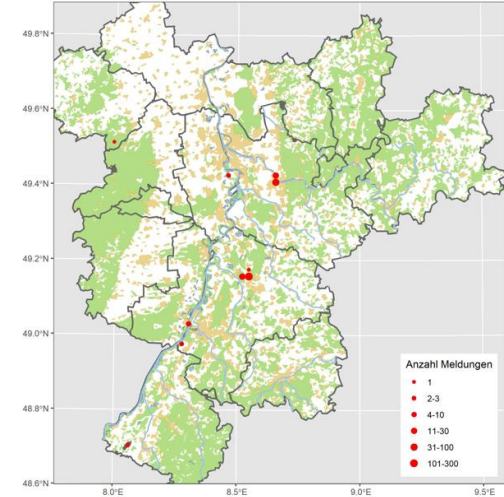 49.8°N
49.6°N
49.4°N
49.2°N
49.0°N
48.8°N
48.6°N
8.0°E 8.5°E 9.0°E 9.5°E
Anzahl Meldungen
1
2-3
4-10
11-30
31-100
101-300